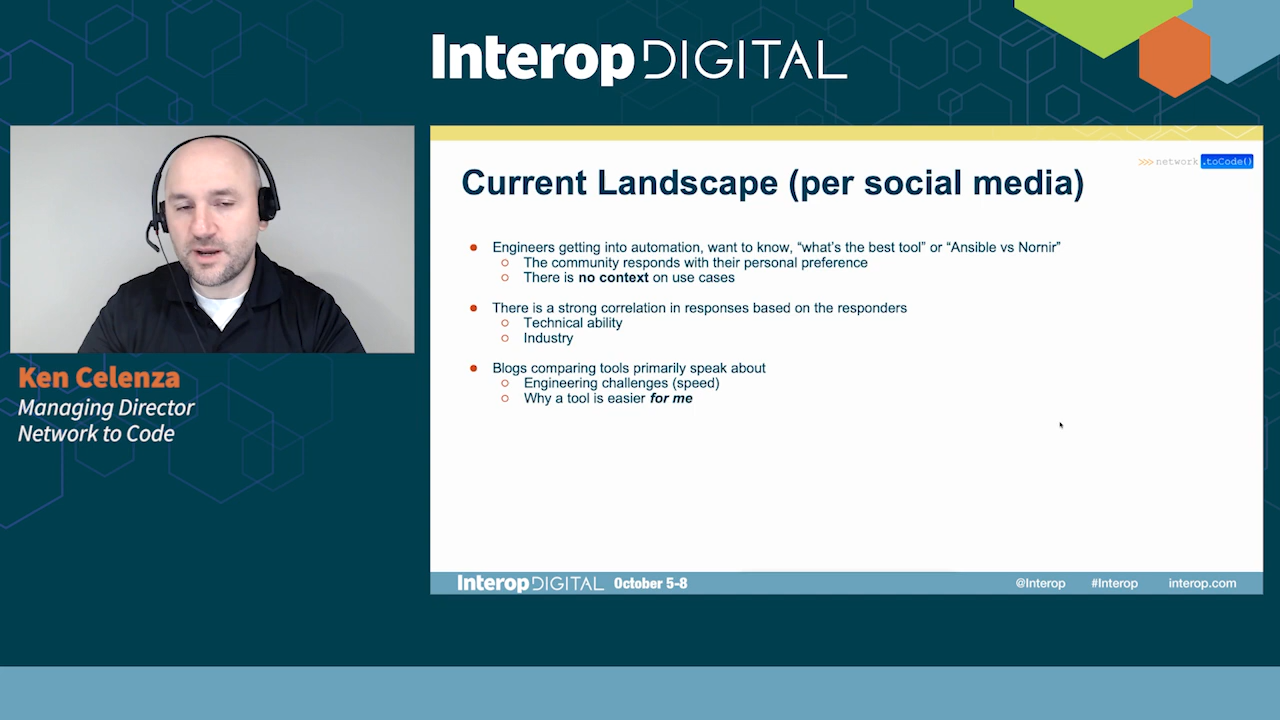 Interop DIGITAL
>>> network .toCode()
Current Landscape (per social media)
● Engineers getting into automation, want to know, “what’s the best tool” or “Ansible vs Nornir”
○ The community responds with their personal preference
○ There is no context on use cases
● There is a strong correlation in responses based on the responders
○ Technical ability
○ Industry
● Blogs comparing tools primarily speak about
○ Engineering challenges (speed)
○ Why a tool is easier for me
Ken Celenza
Managing Director
Network to Code
Interop DIGITAL October 5-8 @Interop #Interop interop.com